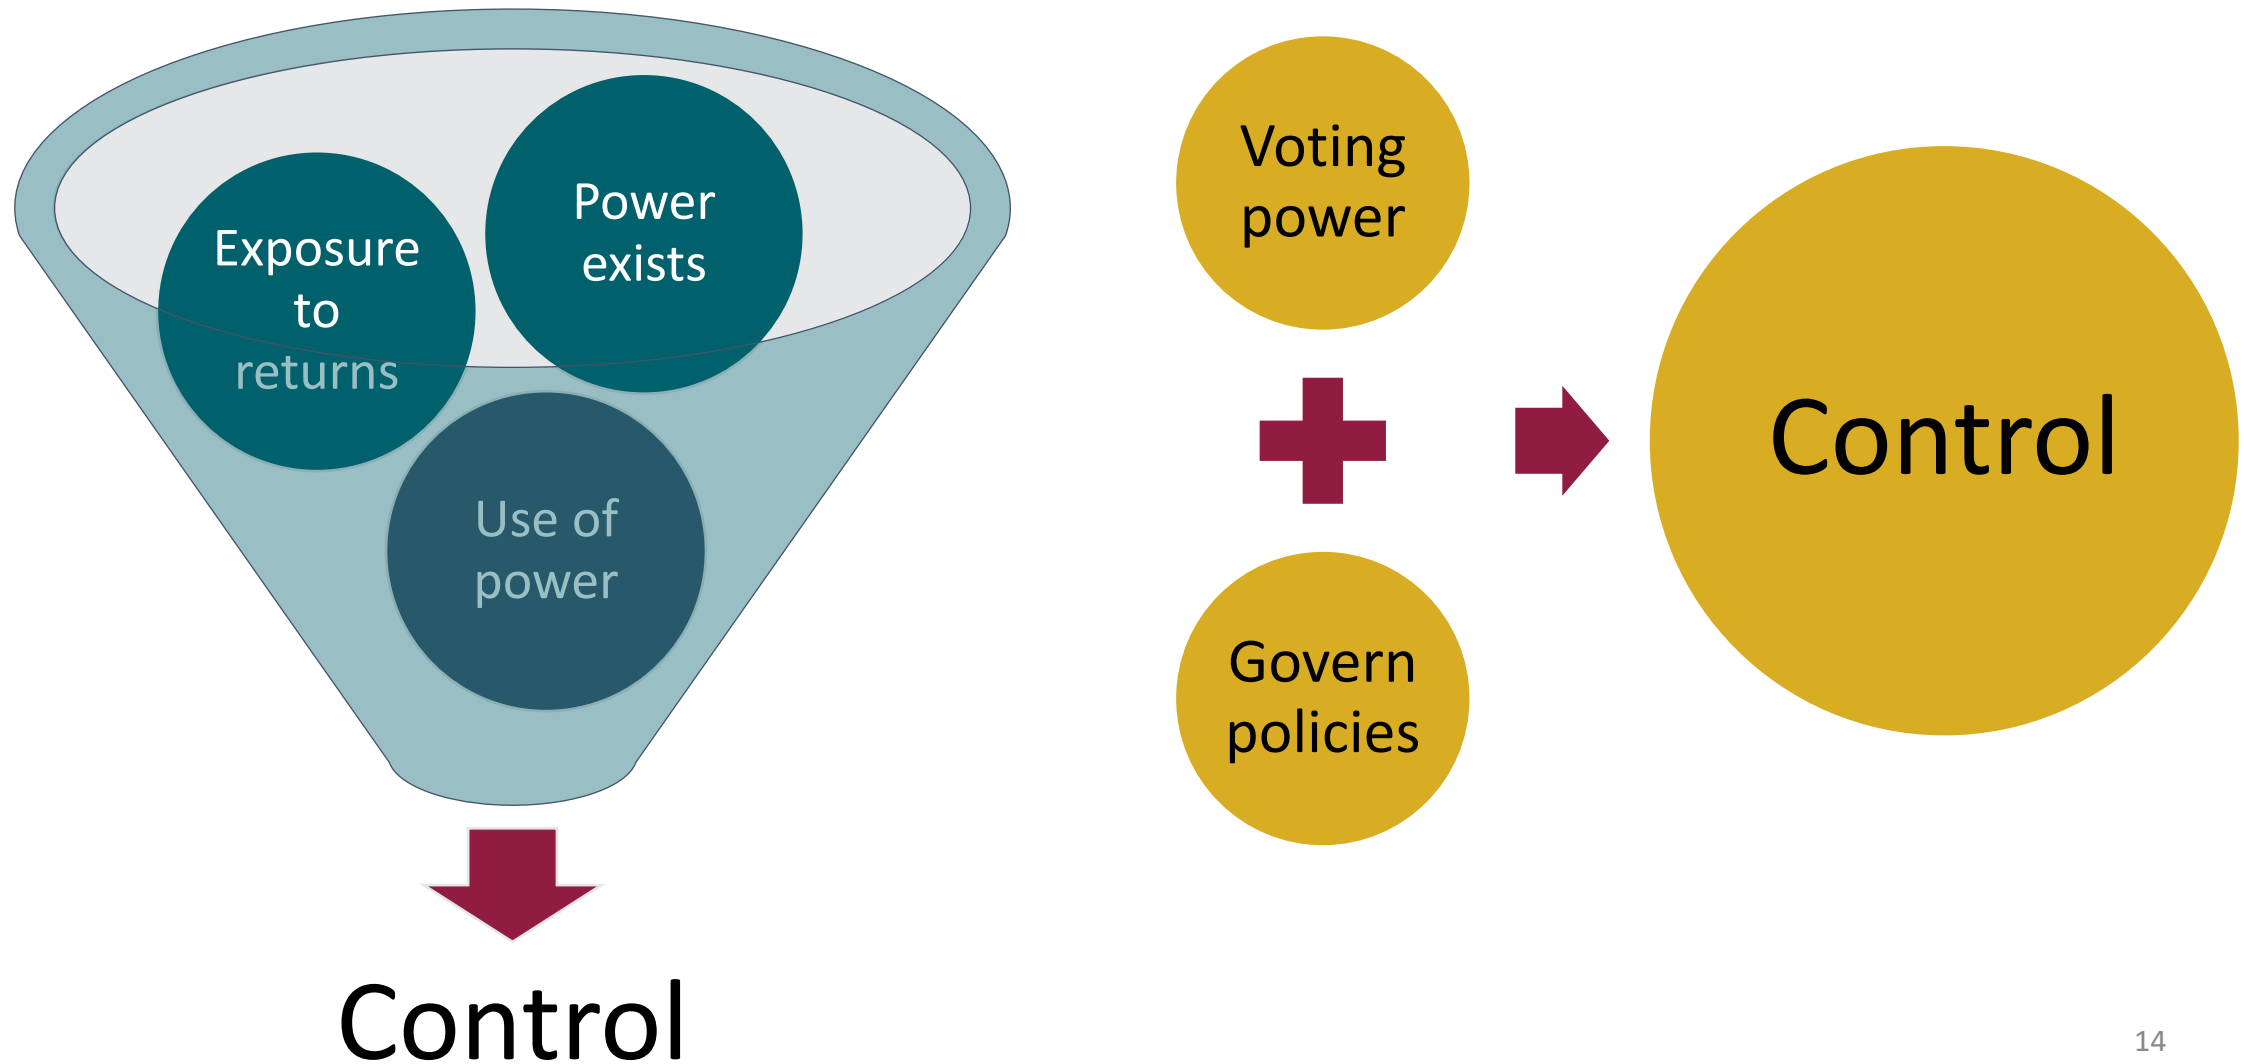 Exposure
to
returns
Power
exists
Use of
power
Control
Voting
power
Govern
policies
Control
14